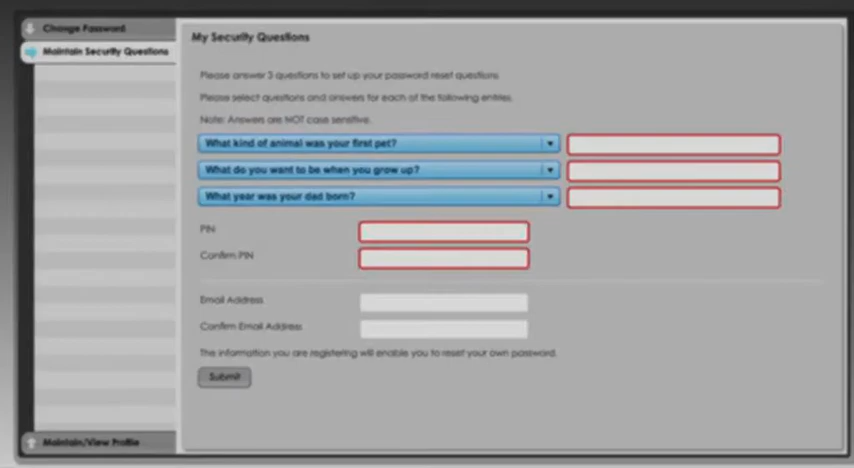 Change Password
Maintain Security Questions
My Security Questions
Please answer 3 questions to set up your password reset questions.
Please select questions and answers for each of the following entries.
Note: Answers are NOT case sensitive.
What kind of animal was your first pet?
What do you want to be when you grow up?
What year was your dad born?
PIN
Confirm PIN
Email Address
Confirm Email Address
The information you are registering will enable you to reset your own password.
Submit
Maintain/View Profile